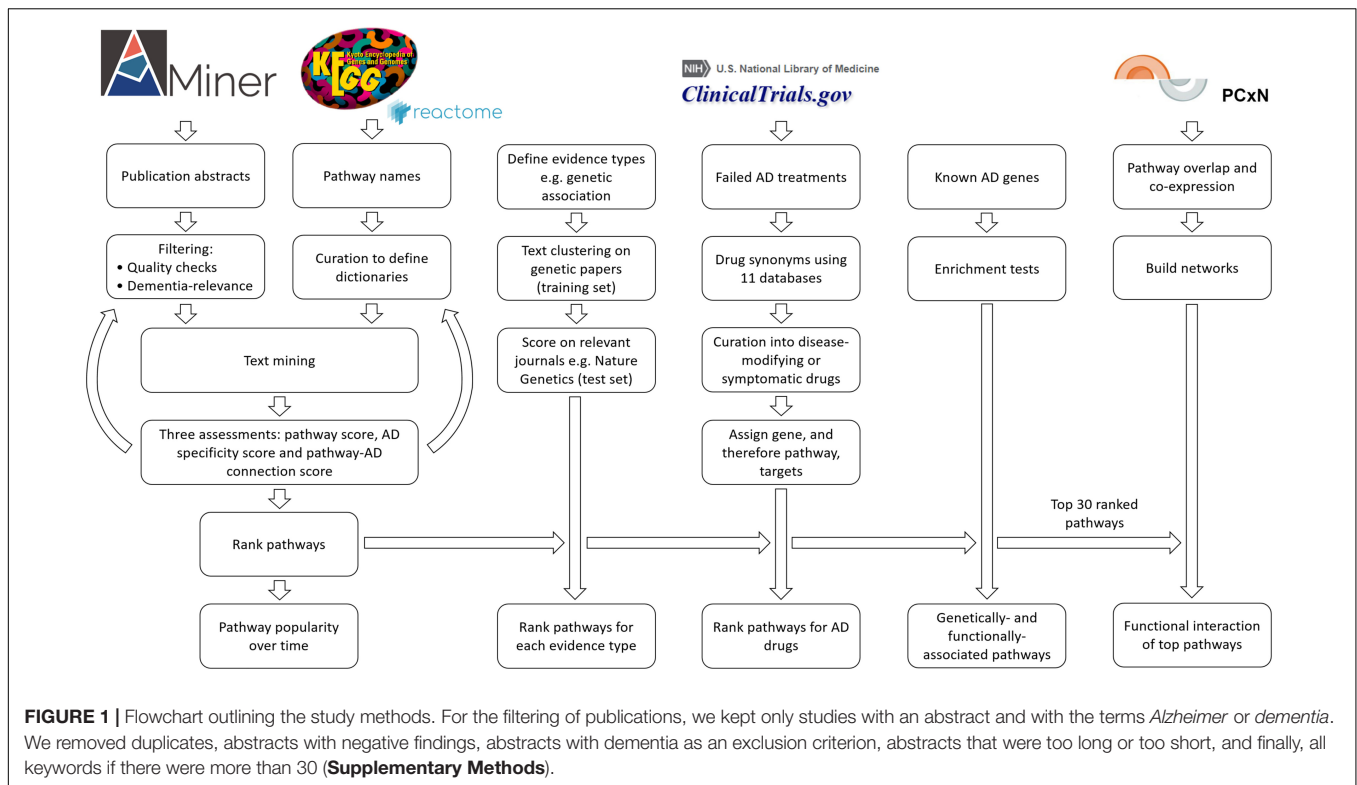 AMiner
KEGG
Kyoto Encyclopedia of
Genes and Genomes
reactome
NIH U.S. National Library of Medicine
ClinicalTrials.gov
PCxN
Publication abstracts
Pathway names
Define evidence types
e.g. genetic
association
Failed AD treatments
Known AD genes
Pathway overlap and
co-expression
Filtering:
• Quality checks
• Dementia-relevance
Curation to define
dictionaries
Text clustering on
genetic papers
(training set)
Drug synonyms using
11 databases
Enrichment tests
Build networks
Text mining
Score on relevant
journals e.g. Nature
Genetics (test set)
Curation into disease-
modifying or
symptomatic drugs
Three assessments: pathway score, AD
specificity score and pathway-AD
connection score
Assign gene, and
therefore pathway,
targets
Rank pathways
Top 30 ranked
pathways
Pathway popularity
over time
Rank pathways for
each evidence type
Rank pathways for AD
drugs
Genetically- and
functionally-
associated pathways
Functional interaction
of top pathways
FIGURE 1 | Flowchart outlining the study methods. For the filtering of publications, we kept only studies with an abstract and with the terms Alzheimer or dementia.
We removed duplicates, abstracts with negative findings, abstracts with dementia as an exclusion criterion, abstracts that were too long or too short, and finally, all
keywords if there were more than 30 (Supplementary Methods).